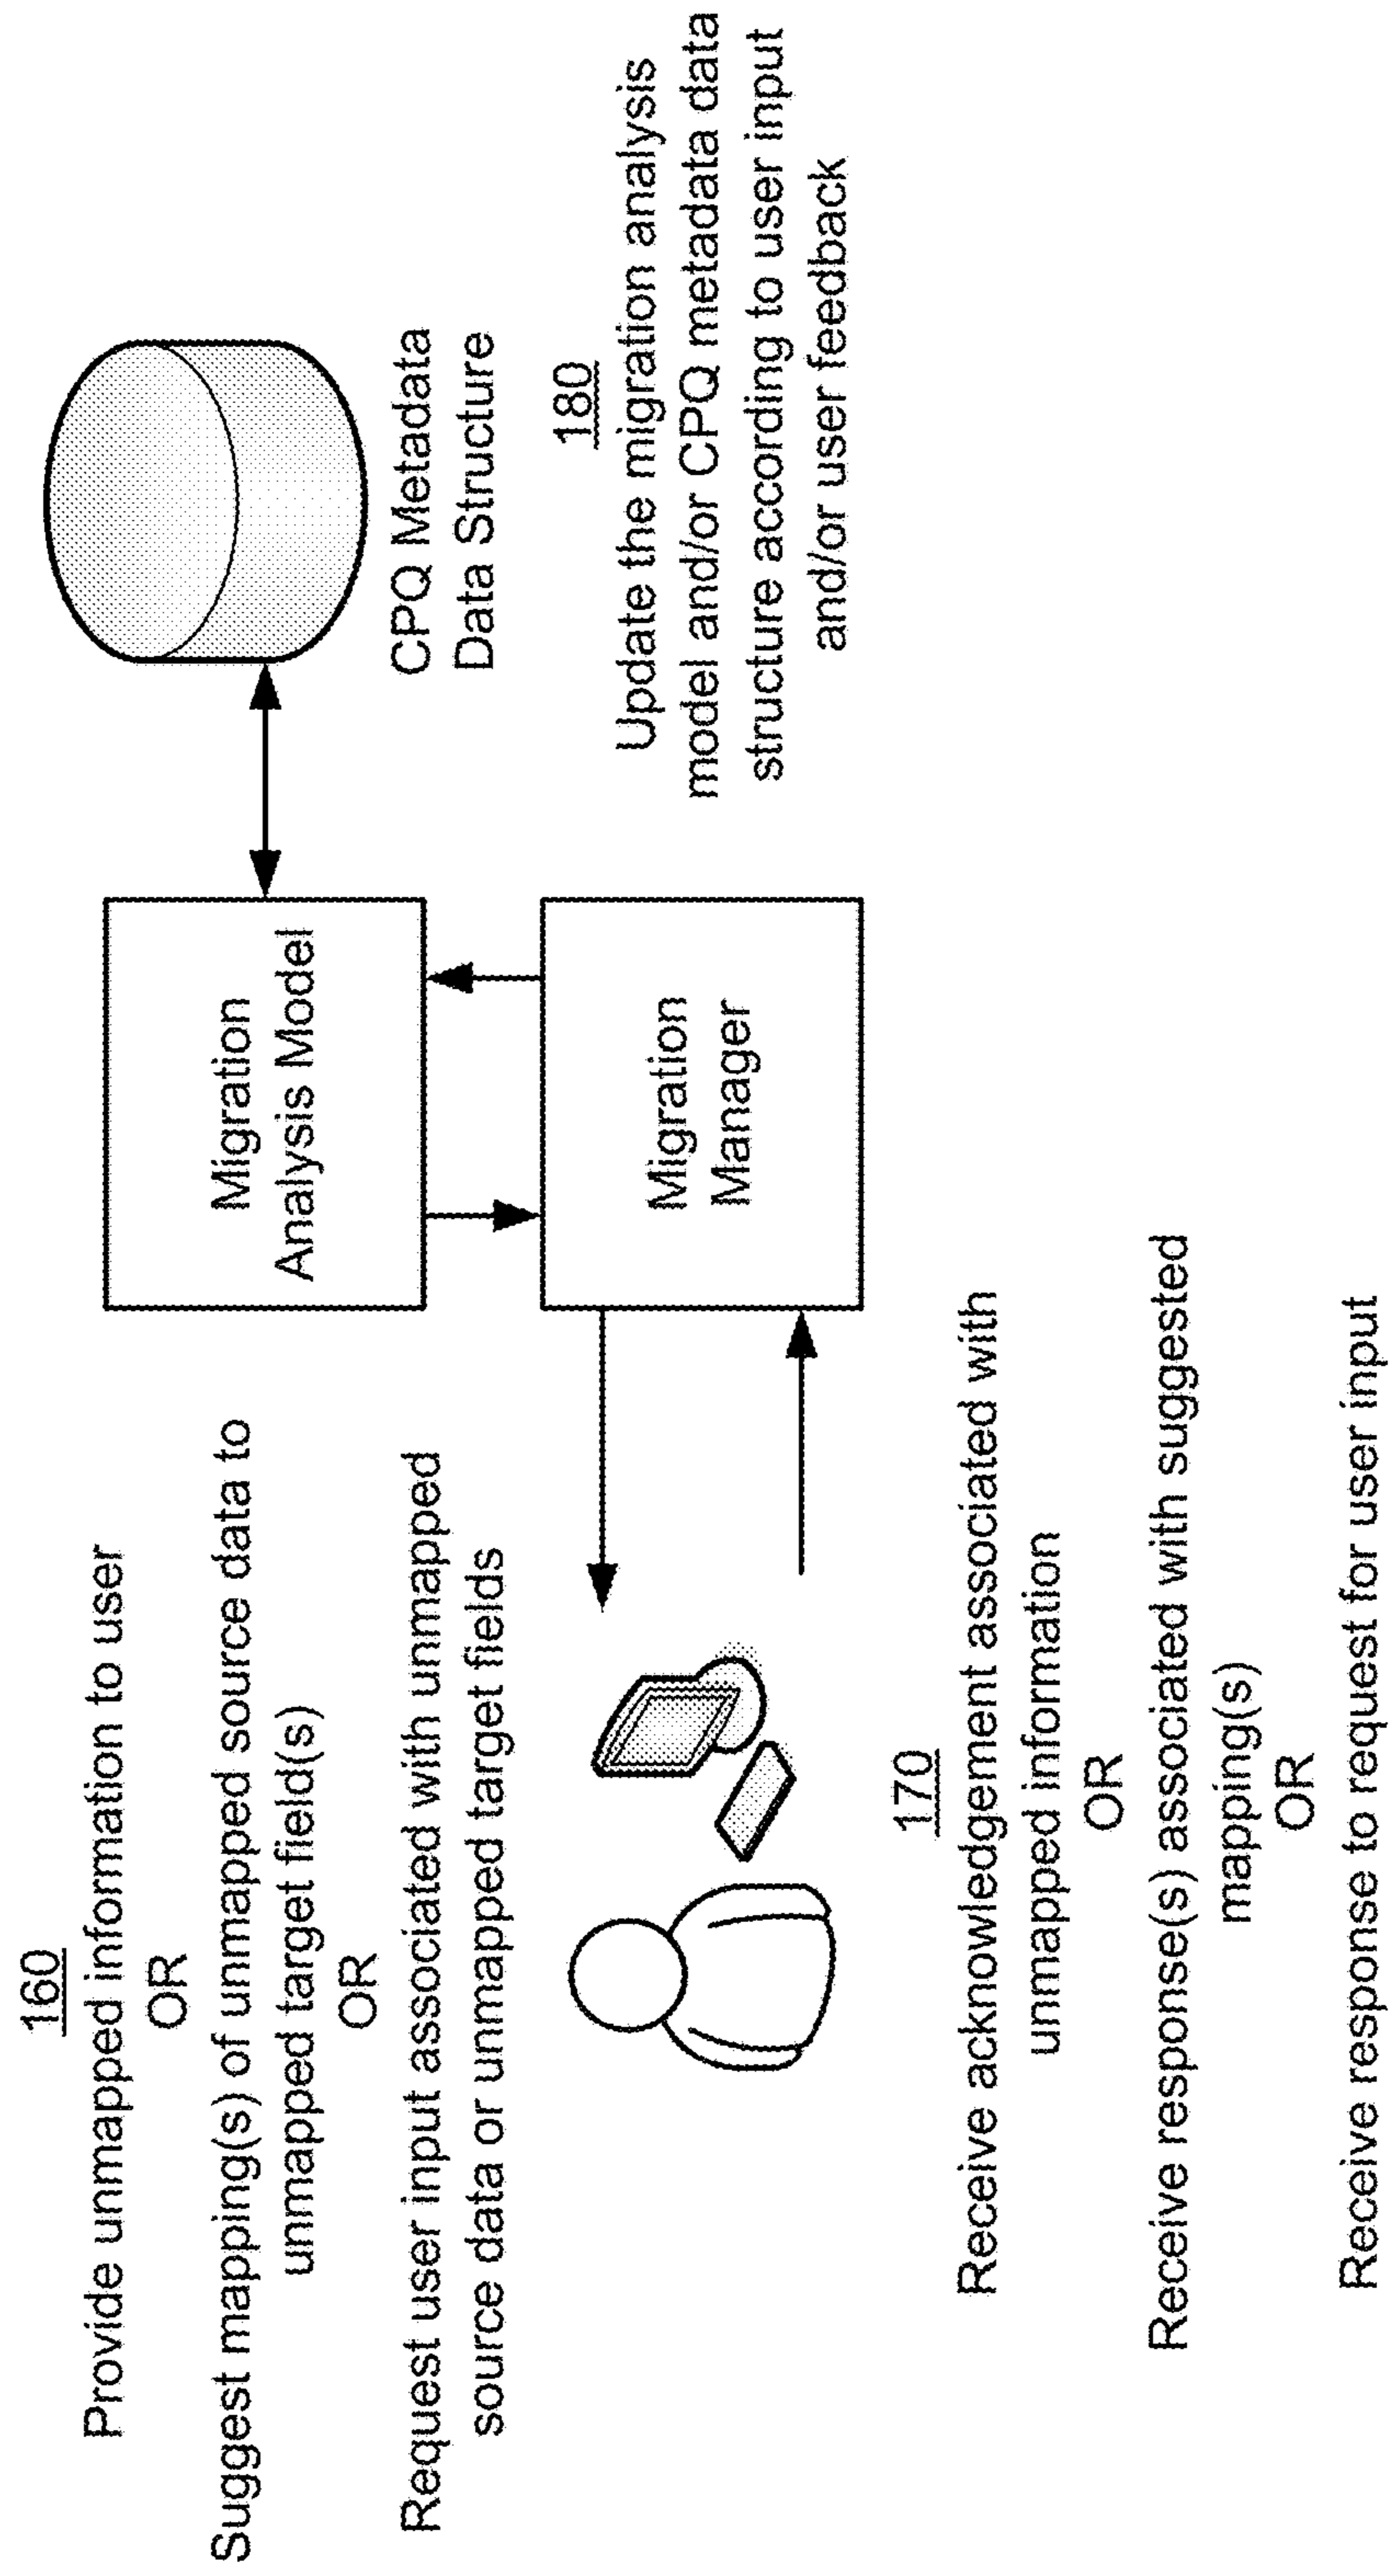 160
Provide unmapped information to user
OR
Suggest mapping(s) of unmapped source data to
unmapped target field(s)
OR
Request user input associated with unmapped
source data or unmapped target fields
Migration
Analysis Model
CPQ Metadata
Data Structure
Migration
Manager
180
Update the migration analysis
model and/or CPQ metadata data
structure according to user input
and/or user feedback
170
Receive acknowledgement associated with
unmapped information
OR
Receive response(s) associated with suggested
mapping(s)
OR
Receive response to request for user input